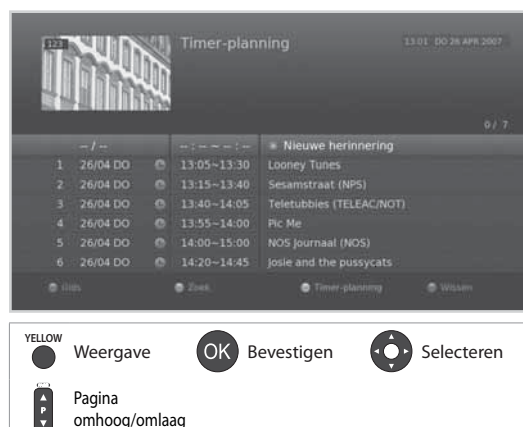 123
Timer-planning
13:01 DO 26 APR 2007
0/ 7
-- / -- -- : -- ~ -- : -- Nieuwe herinnering
1 26/04 DO 13:05~13:30 Looney Tunes
2 26/04 DO 13:15~13:40 Sesamstraat (NPS)
3 26/04 DO 13:40~14:05 Teletubbies (TELEAC/NOT)
4 26/04 DO 13:55~14:00 Pic Me
5 26/04 DO 14:00~15:00 NOS Journaal (NOS)
6 26/04 DO 14:20~14:45 Josie and the pussycats
Gids Zoek Timer-planning Wissen
YELLOW Weergave OK Bevestigen Selecteren
P Pagina
omhoog/omlaag